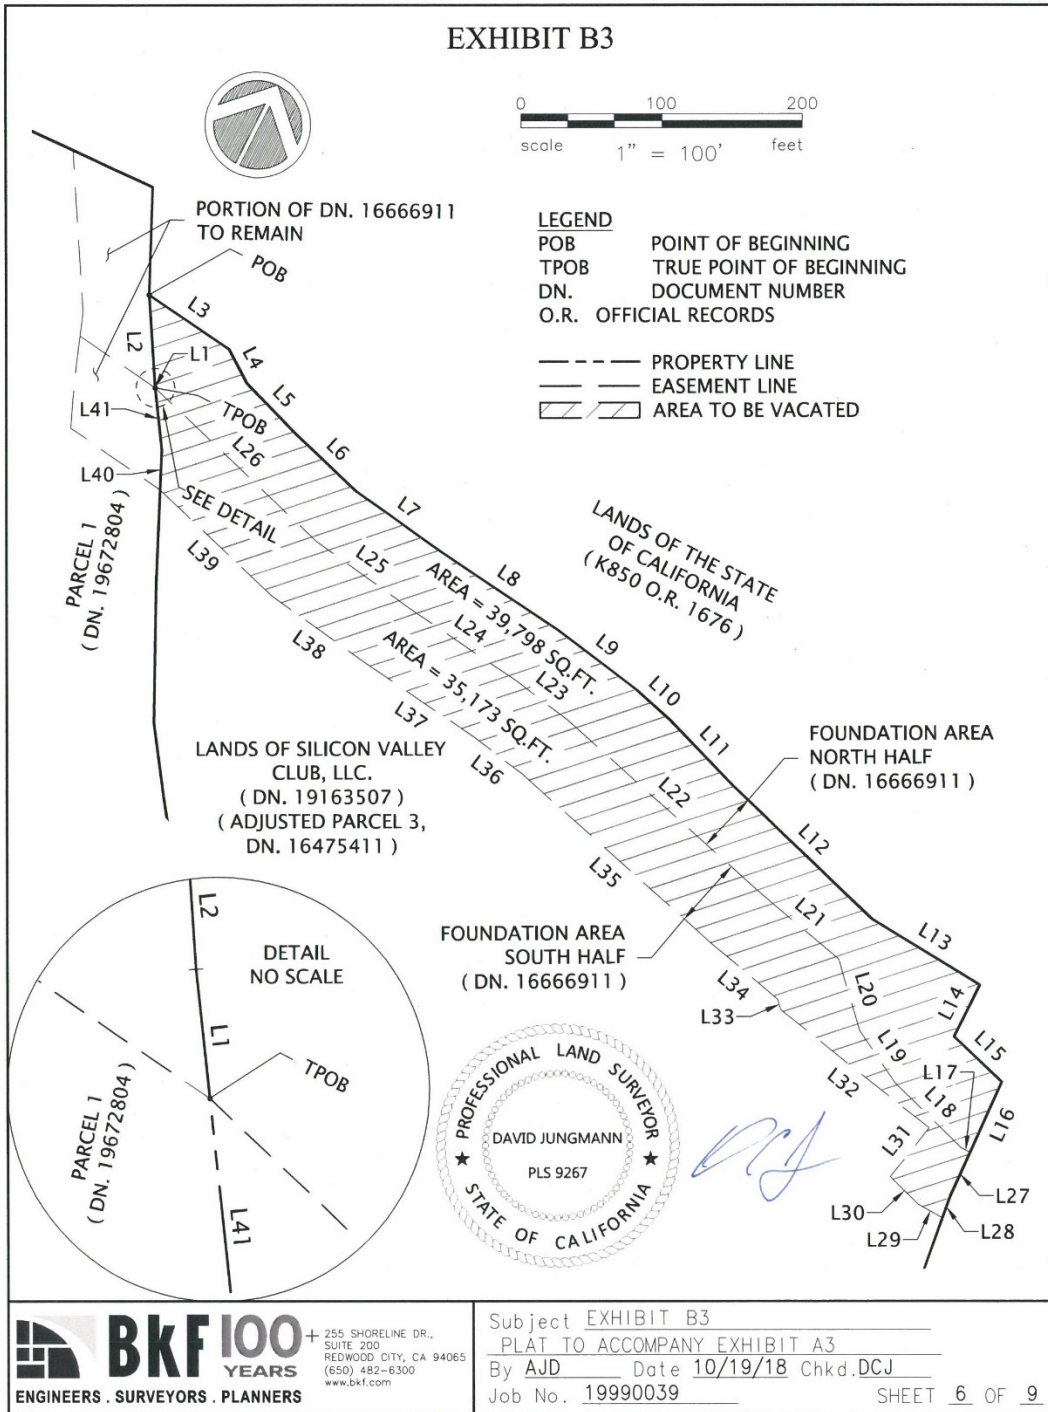 EXHIBIT B3
0 100 200
scale 1" = 100' feet
PORTION OF DN. 16666911
TO REMAIN
POB
LEGEND
POB POINT OF BEGINNING
TPOB TRUE POINT OF BEGINNING
DN. DOCUMENT NUMBER
O.R. OFFICIAL RECORDS
PROPERTY LINE
EASEMENT LINE
AREA TO BE VACATED
L3
L2
L1
L4
L41
TPOB
L5
L26
L6
L40
SEE DETAIL
L7
PARCEL 1
( DN. 19672804 )
L39
L25
L8
LANDS OF THE STATE
OF CALIFORNIA
( K850 O.R. 1676 )
AREA = 39,798 SQ.FT.
L24
L38
AREA = 35,173 SQ.FT.
L23
L9
L10
L37
L11
L36
L22
FOUNDATION AREA
NORTH HALF
( DN. 16666911 )
LANDS OF SILICON VALLEY
CLUB, LLC.
( DN. 19163507 )
( ADJUSTED PARCEL 3,
DN. 16475411 )
L12
L35
L21
L13
FOUNDATION AREA
SOUTH HALF
( DN. 16666911 )
L34
L33
L20
L14
L15
L19
L17
L32
L18
L16
L31
L30
L27
L29
L28
L2
DETAIL
NO SCALE
L1
TPOB
PARCEL 1
( DN. 19672804 )
L41
PROFESSIONAL LAND SURVEYOR
DAVID JUNGMANN
PLS 9267
STATE OF CALIFORNIA
BKF 100+ YEARS
ENGINEERS . SURVEYORS . PLANNERS
255 SHORELINE DR.,
SUITE 200
REDWOOD CITY, CA 94065
(650) 482-6300
www.bkf.com
Subject EXHIBIT B3
PLAT TO ACCOMPANY EXHIBIT A3
By AJD Date 10/19/18 Chkd. DCJ
Job No. 19990039 SHEET 6 OF 9